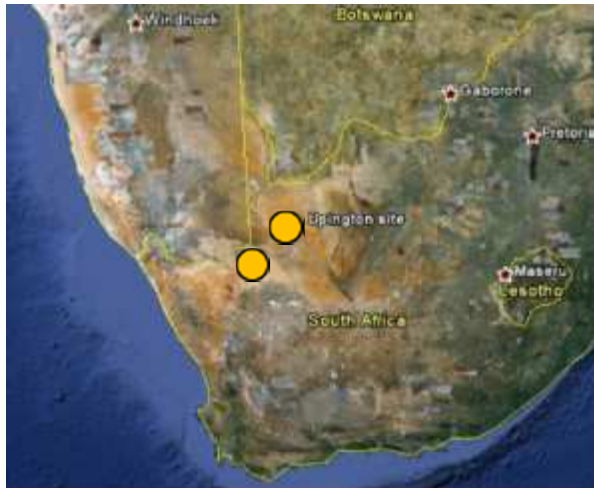 Botswana
Windhoek
Gaborone
Pretoria
Upington site
Maseru
Lesotho
South Africa